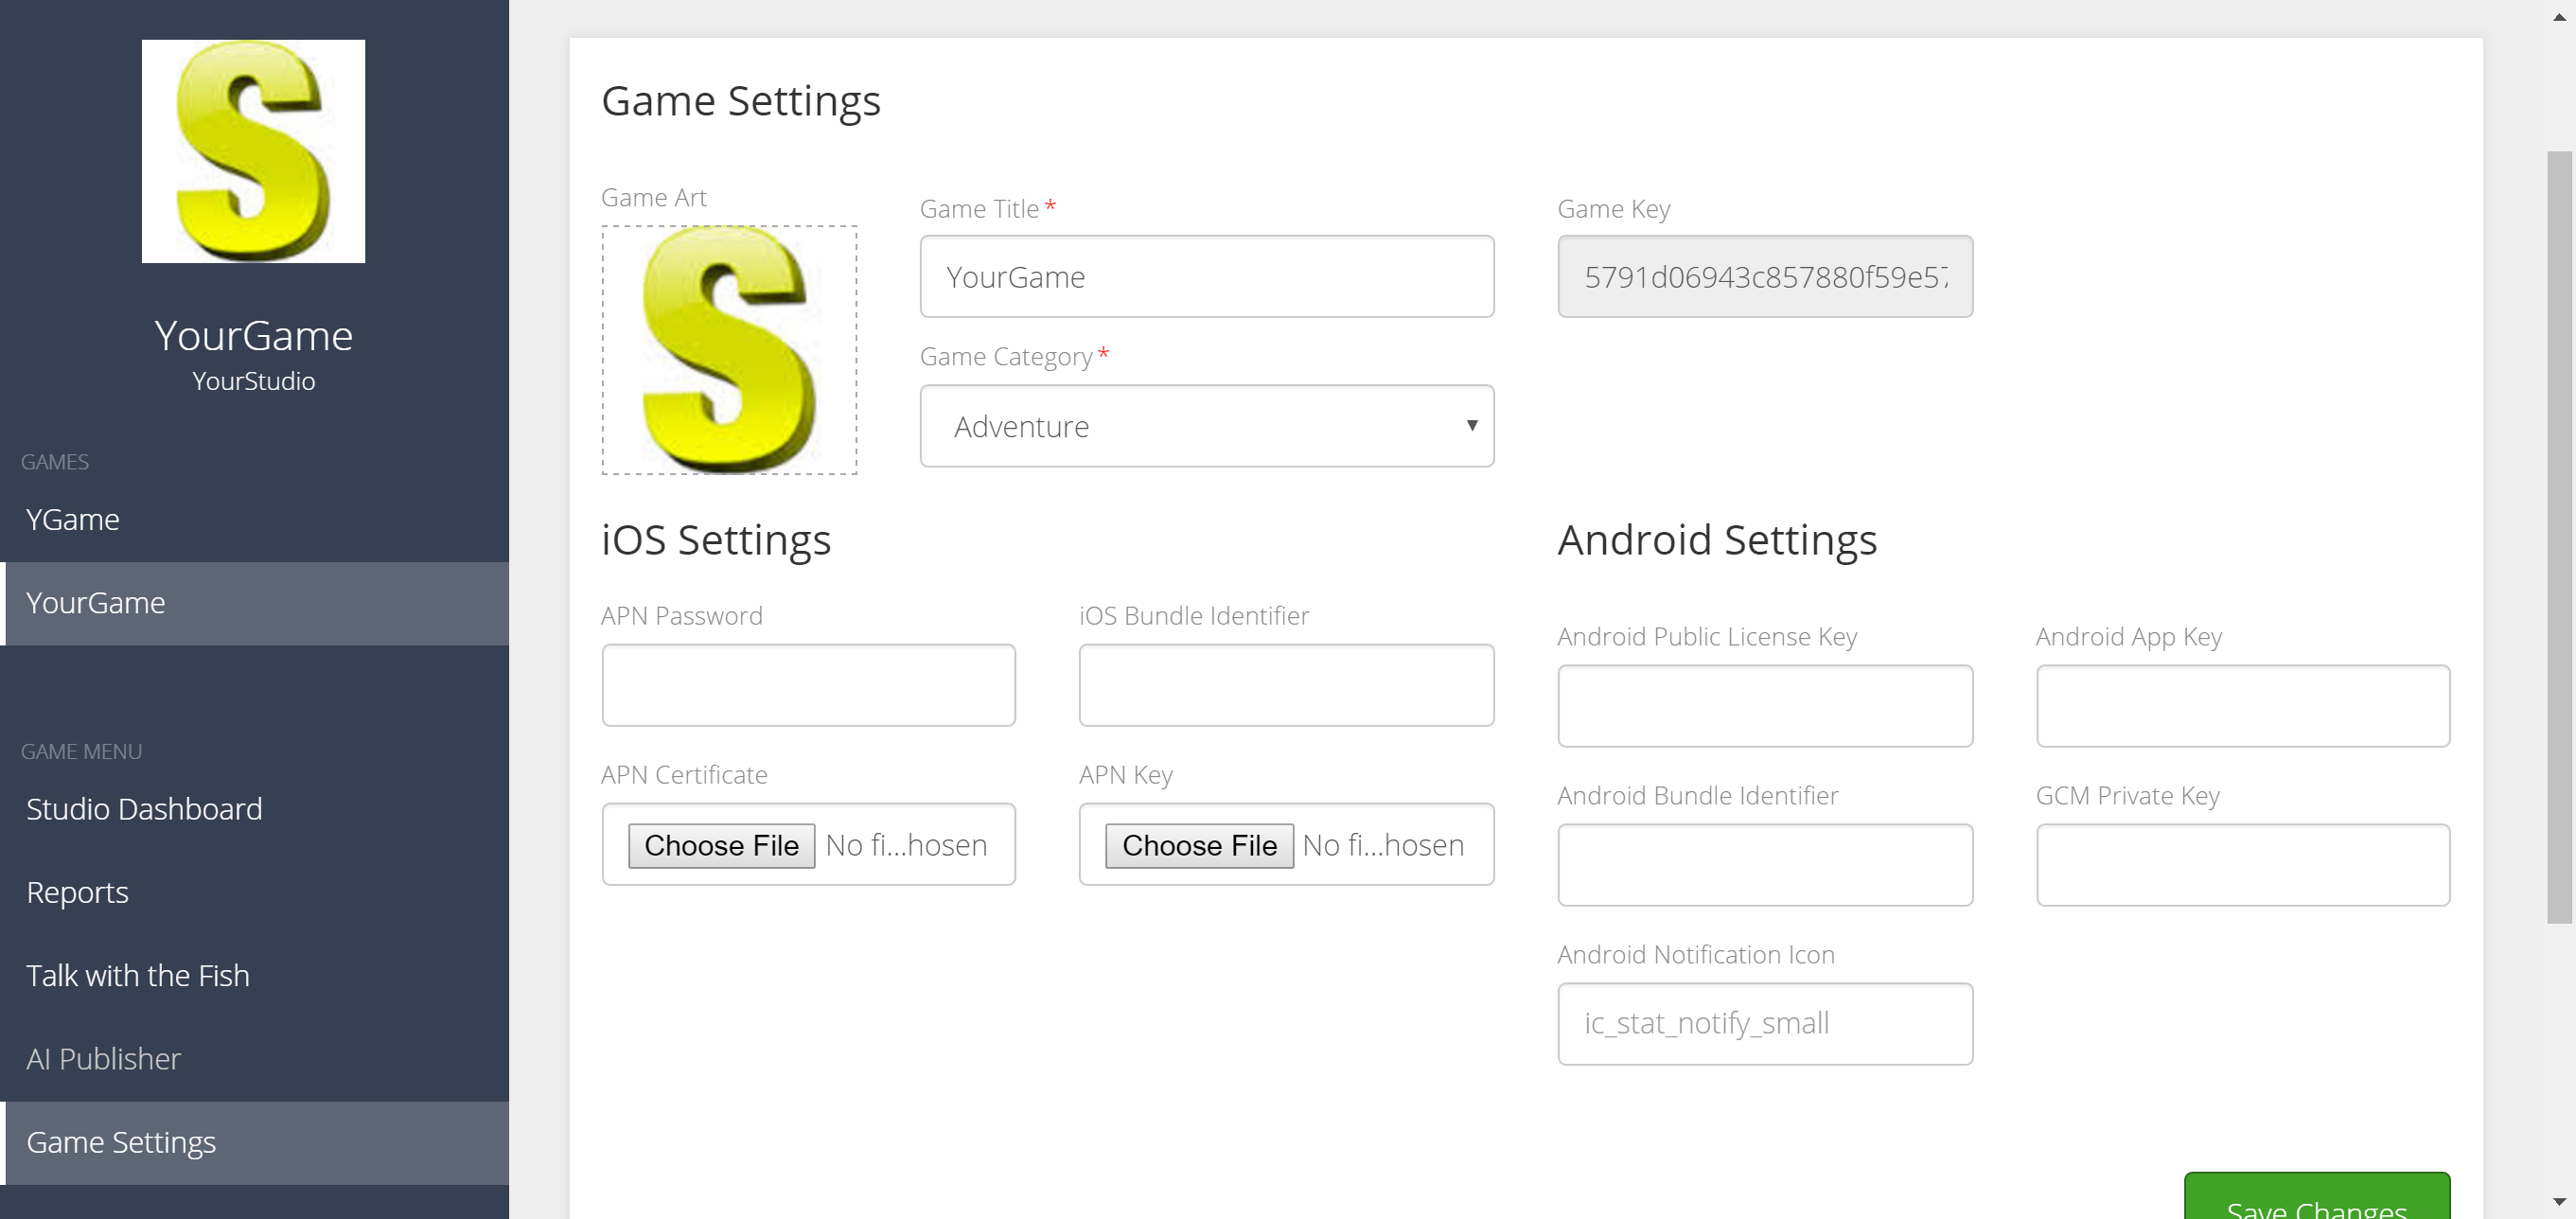 S
YourGame
YourStudio
GAMES
YGame
YourGame
GAME MENU
Studio Dashboard
Reports
Talk with the Fish
AI Publisher
Game Settings
Game Settings
Game Art
S
Game Title *
YourGame
Game Category *
Adventure
Game Key
5791d06943c857880f59e57
iOS Settings
APN Password
iOS Bundle Identifier
APN Certificate
Choose File No fi...hosen
APN Key
Choose File No fi...hosen
Android Settings
Android Public License Key
Android App Key
Android Bundle Identifier
GCM Private Key
Android Notification Icon
ic_stat_notify_small
Save Changes